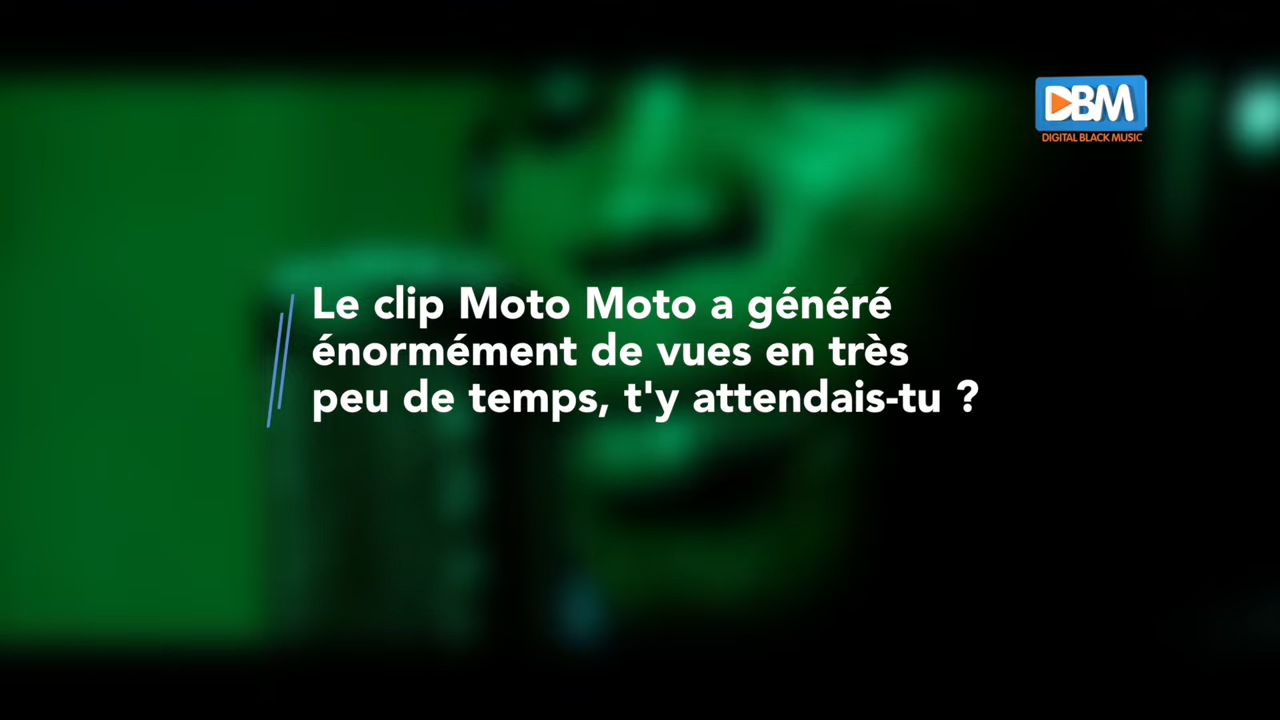 DBM
DIGITAL BLACK MUSIC
Le clip Moto Moto a généré
énormément de vues en très
peu de temps, t'y attendais-tu ?